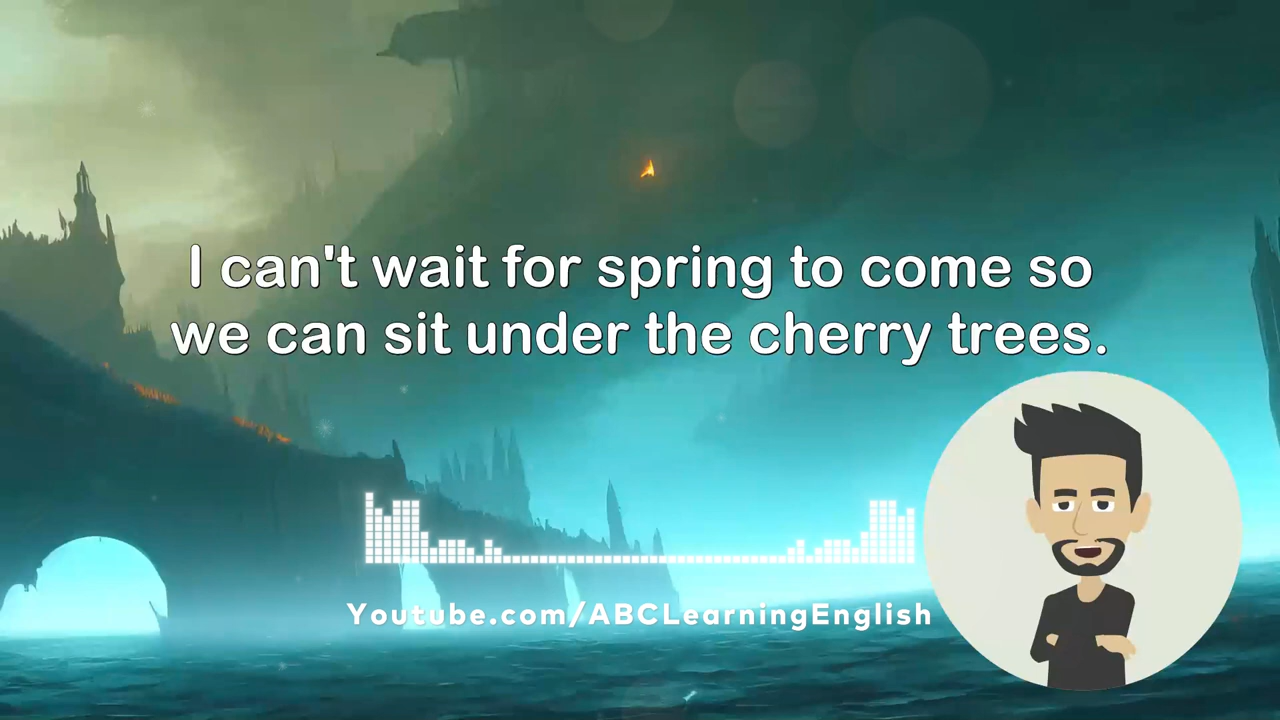 I can't wait for spring to come so
we can sit under the cherry trees.
Youtube.com/ABCLearningEnglish